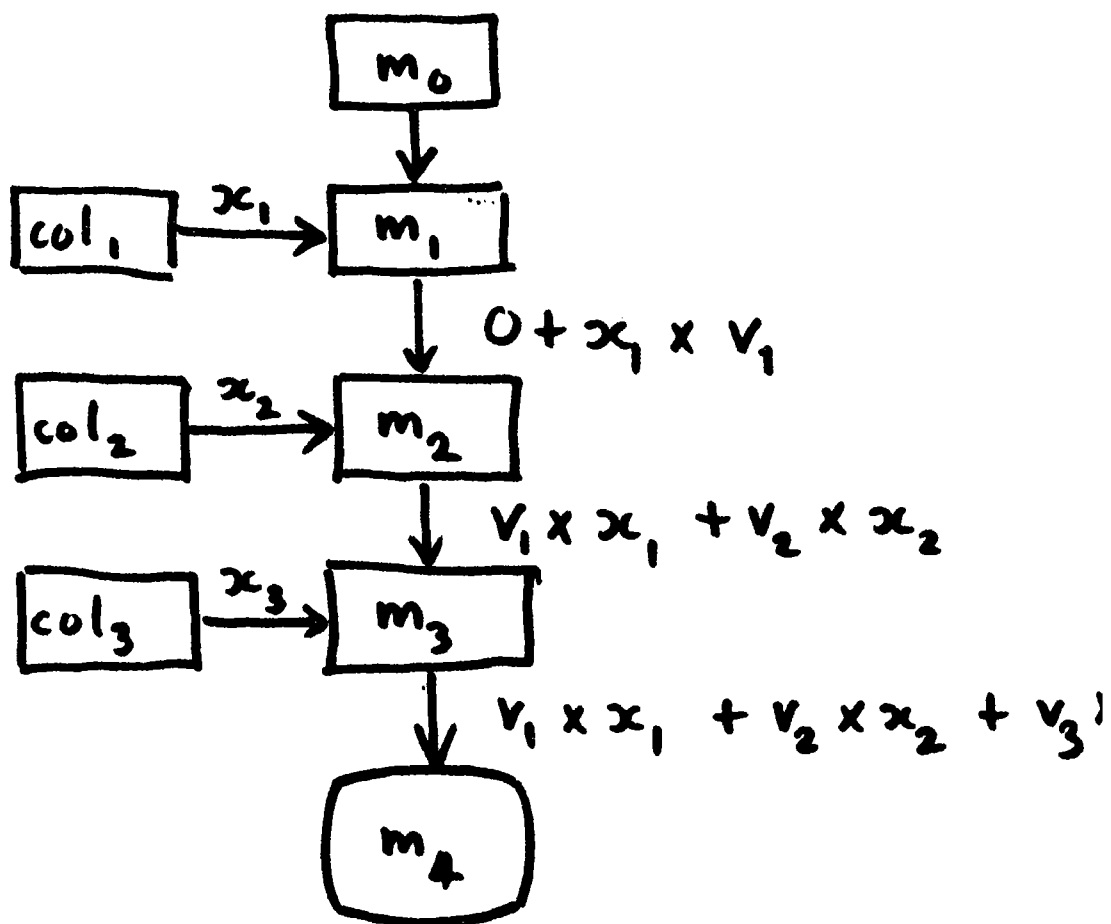 m₀
x₁
col₁ m₁
0 + x₁ × v₁
x₂
col₂ m₂
v₁ × x₁ + v₂ × x₂
x₃
col₃ m₃
v₁ × x₁ + v₂ × x₂ + v₃
m₄